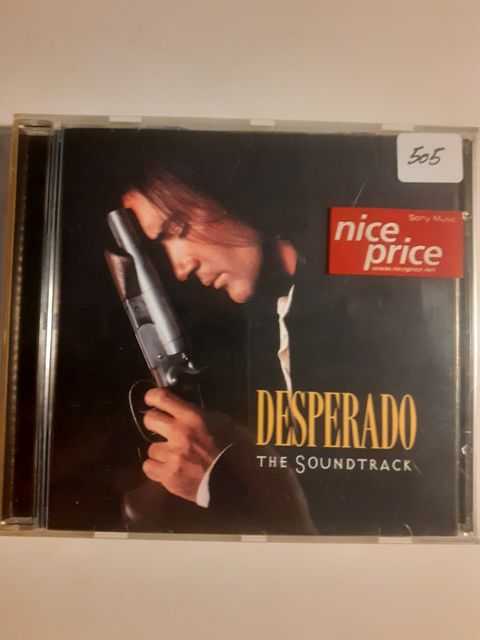 505
Sony Music
nice
price
www.niceprice.net
DESPERADO
THE SOUNDTRACK